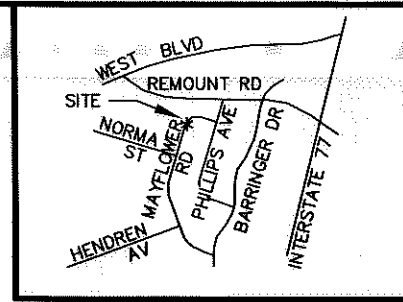 WEST BLVD
REMOUNT RD
SITE
NORMA
ST
MAYFLOWER
RD
PHILLIPS AVE
BARRINGER DR
INTERSTATE 77
HENDREN
AV